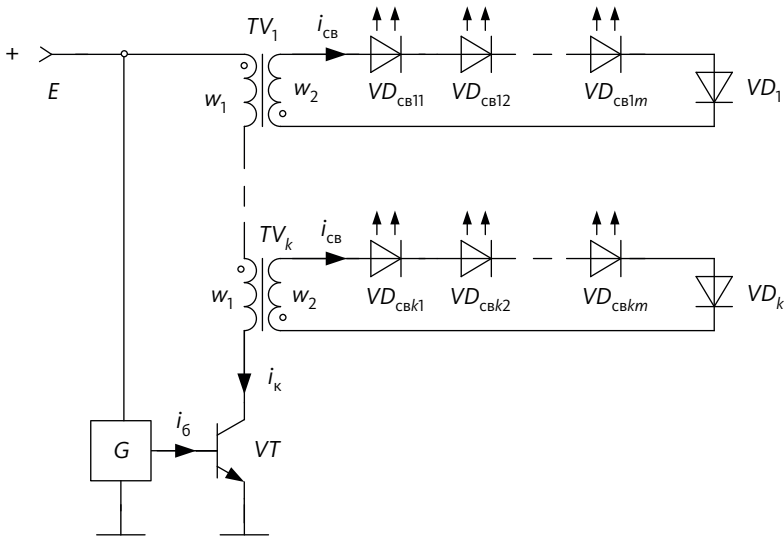 +
E
TV1
w1
w2
iсв
VDсв11
VDсв12
VDсв1m
VD1
TVk
w1
w2
iсв
VDсвk1
VDсвk2
VDсвkm
VDk
iк
G
iб
VT